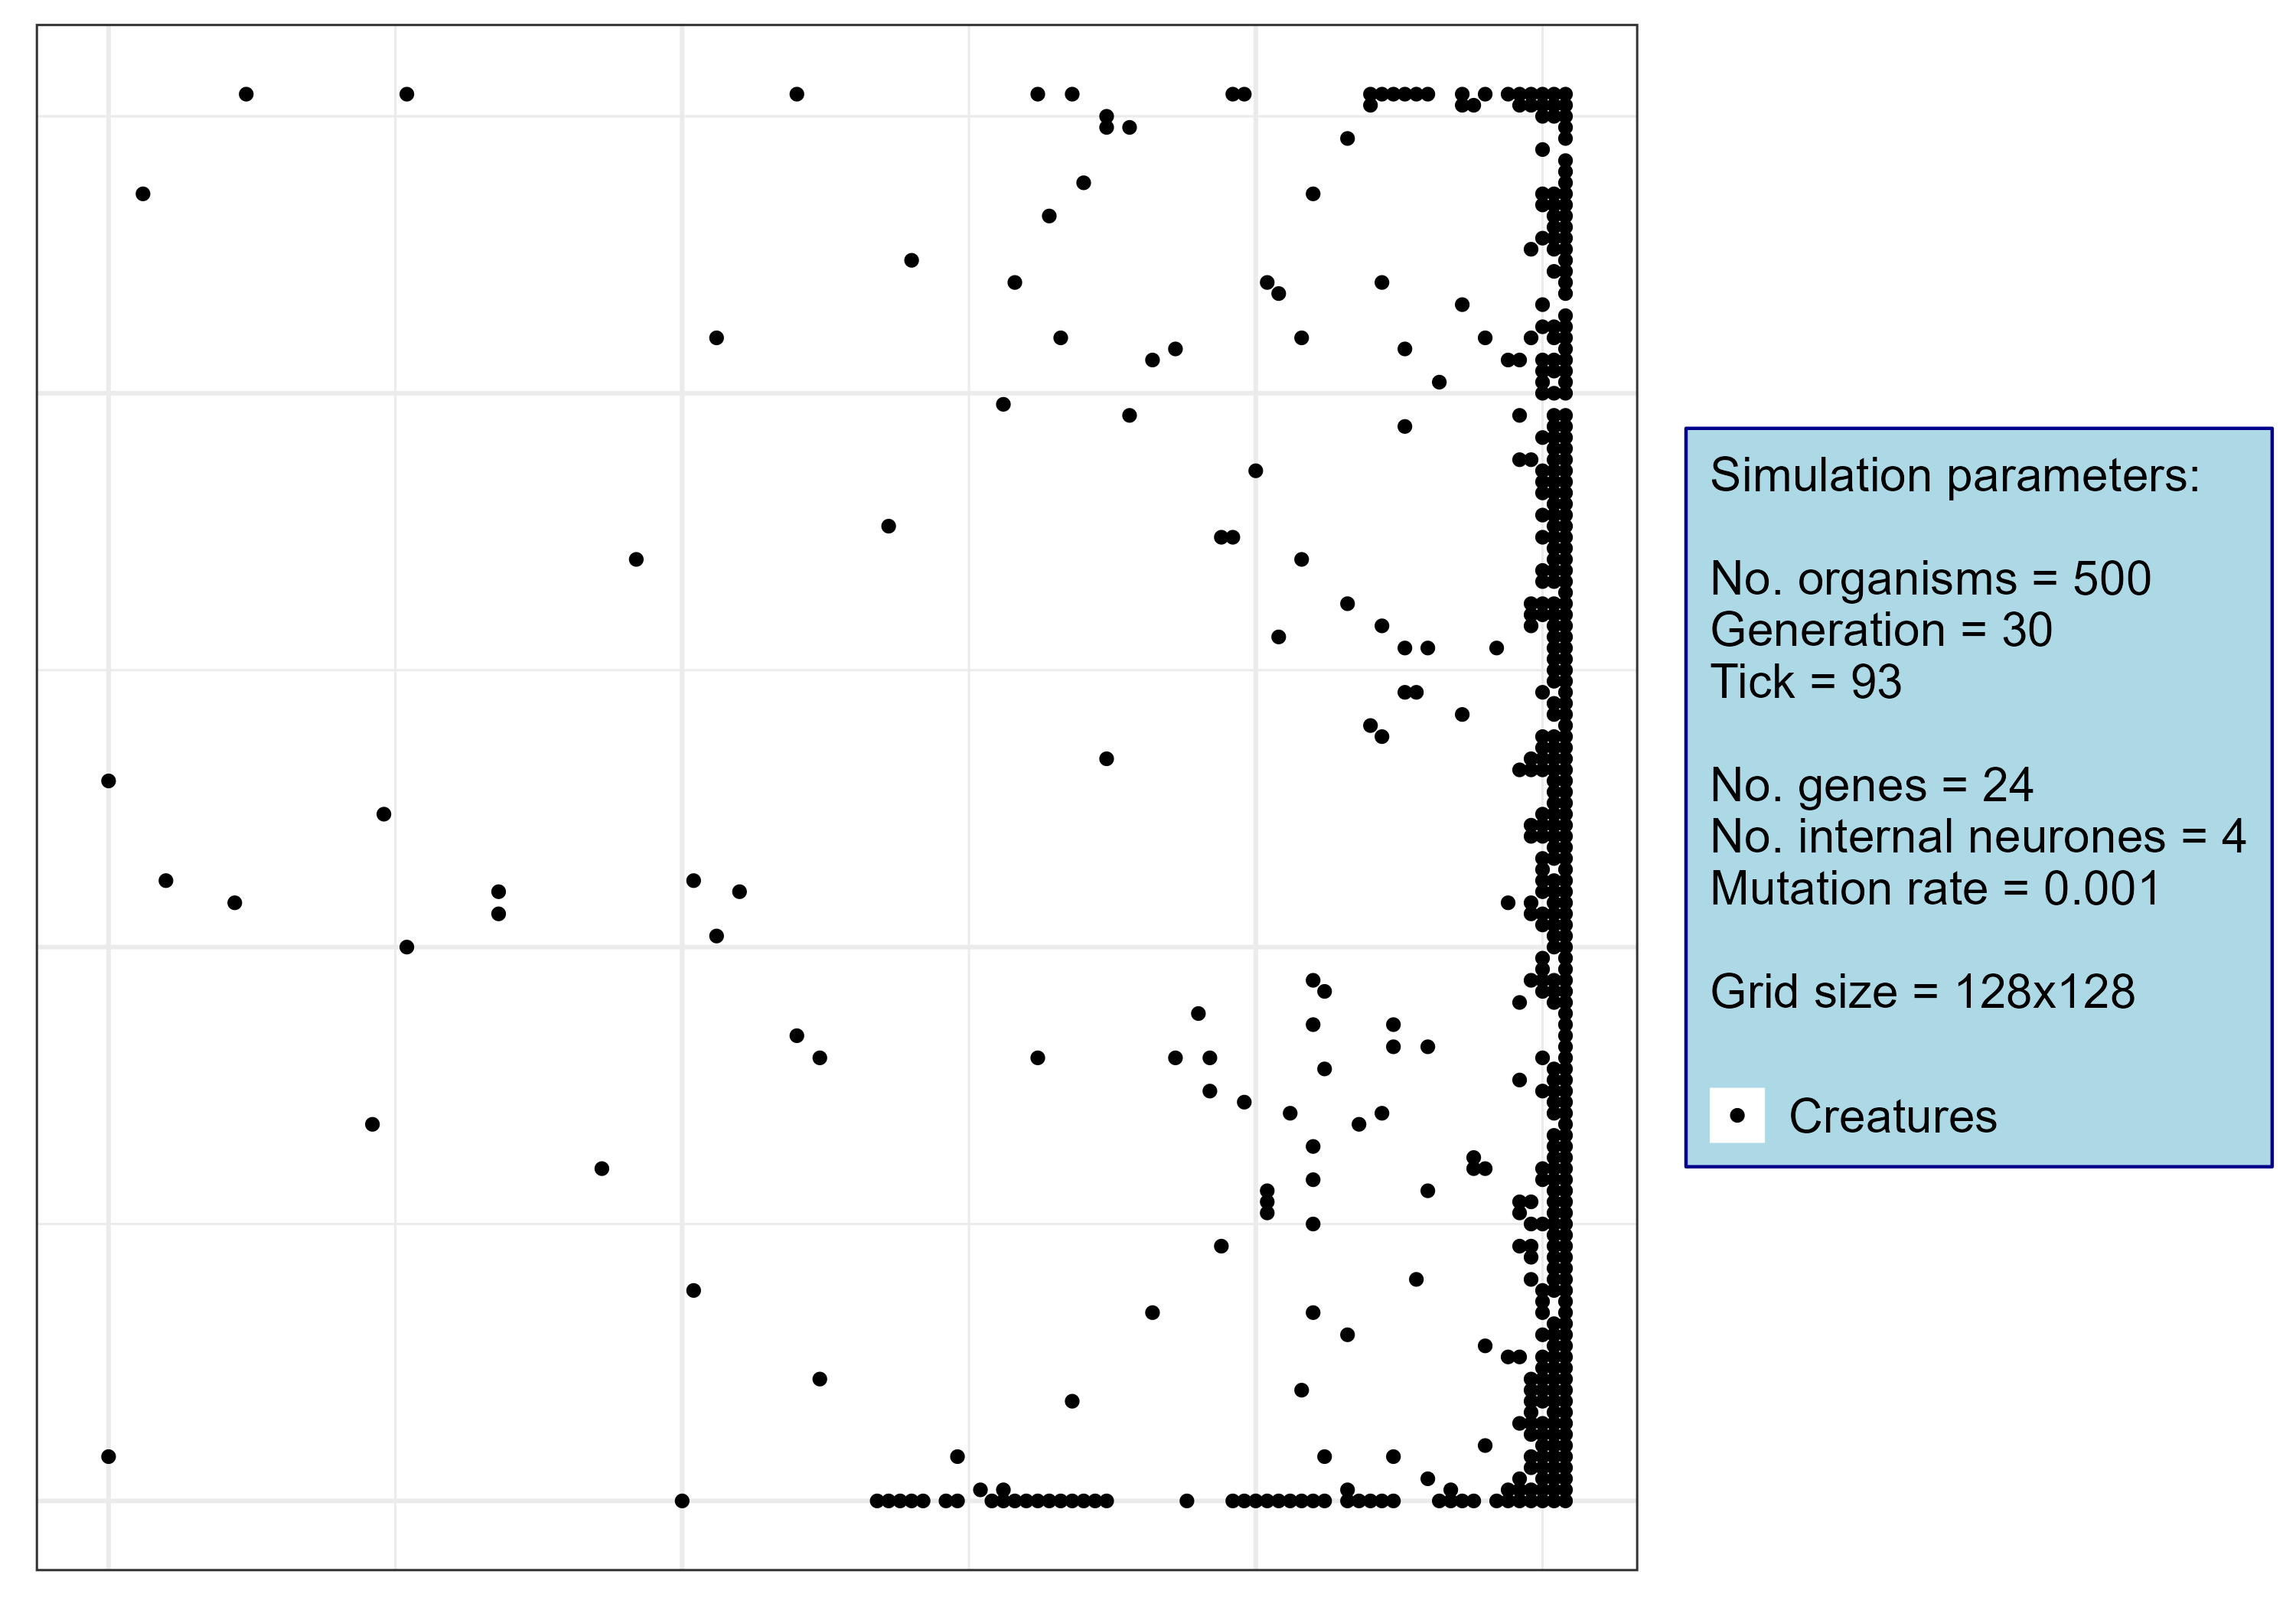 Simulation parameters:
No. organisms = 500
Generation = 30
Tick = 93
No. genes = 24
No. internal neurones = 4
Mutation rate = 0.001
Grid size = 128x128
Creatures